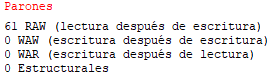 Parones
61 RAW (lectura después de escritura)
0 WAW (escritura después de escritura)
0 WAR (escritura después de lectura)
0 Estructurales